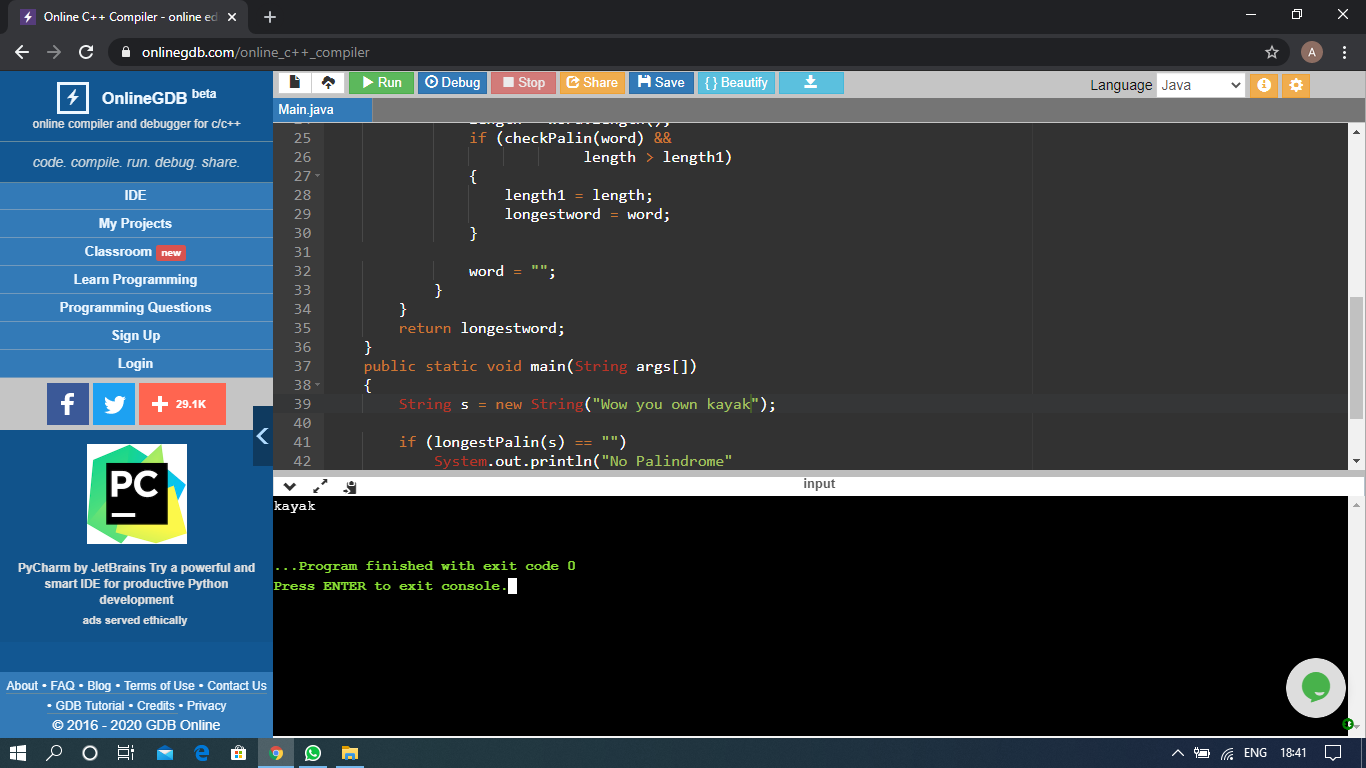 Online C++ Compiler - online ed
onlinegdb.com/online_c++_compiler
A
OnlineGDB beta
online compiler and debugger for c/c++
code. compile. run. debug. share.
IDE
My Projects
Classroom new
Learn Programming
Programming Questions
Sign Up
Login
29.1K
PC
PyCharm by JetBrains Try a powerful and
smart IDE for productive Python
development
ads served ethically
About • FAQ • Blog • Terms of Use • Contact Us
• GDB Tutorial • Credits • Privacy
© 2016 - 2020 GDB Online
Run Debug Stop Share Save { } Beautify
Language Java
Main.java
25 if (checkPalin(word) &&
26 length > length1)
27 {
28 length1 = length;
29 longestword = word;
30 }
31
32 word = "";
33 }
34 }
35 return longestword;
36 }
37 public static void main(String args[])
38 {
39 String s = new String("Wow you own kayak");
40
41 if (longestPalin(s) == "")
42 System.out.println("No Palindrome"
input
kayak
...Program finished with exit code 0
Press ENTER to exit console.
ENG 18:41